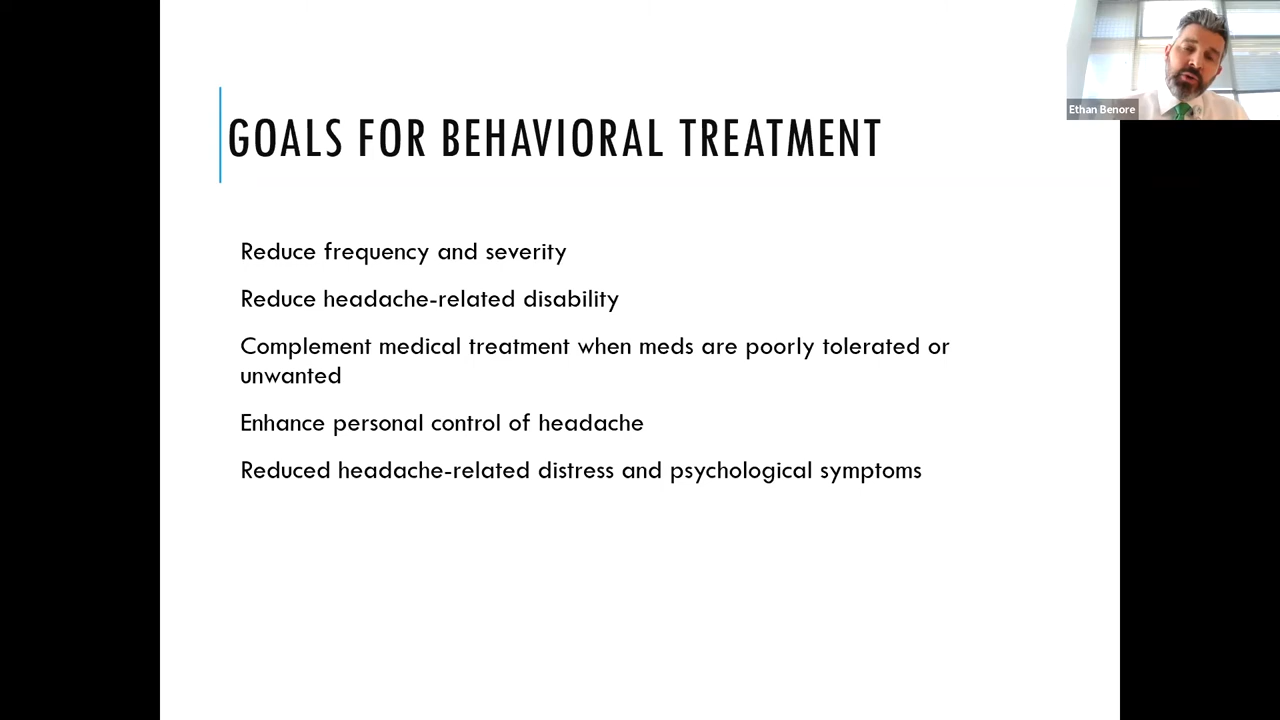 Ethan Benore
GOALS FOR BEHAVIORAL TREATMENT
Reduce frequency and severity
Reduce headache-related disability
Complement medical treatment when meds are poorly tolerated or
unwanted
Enhance personal control of headache
Reduced headache-related distress and psychological symptoms